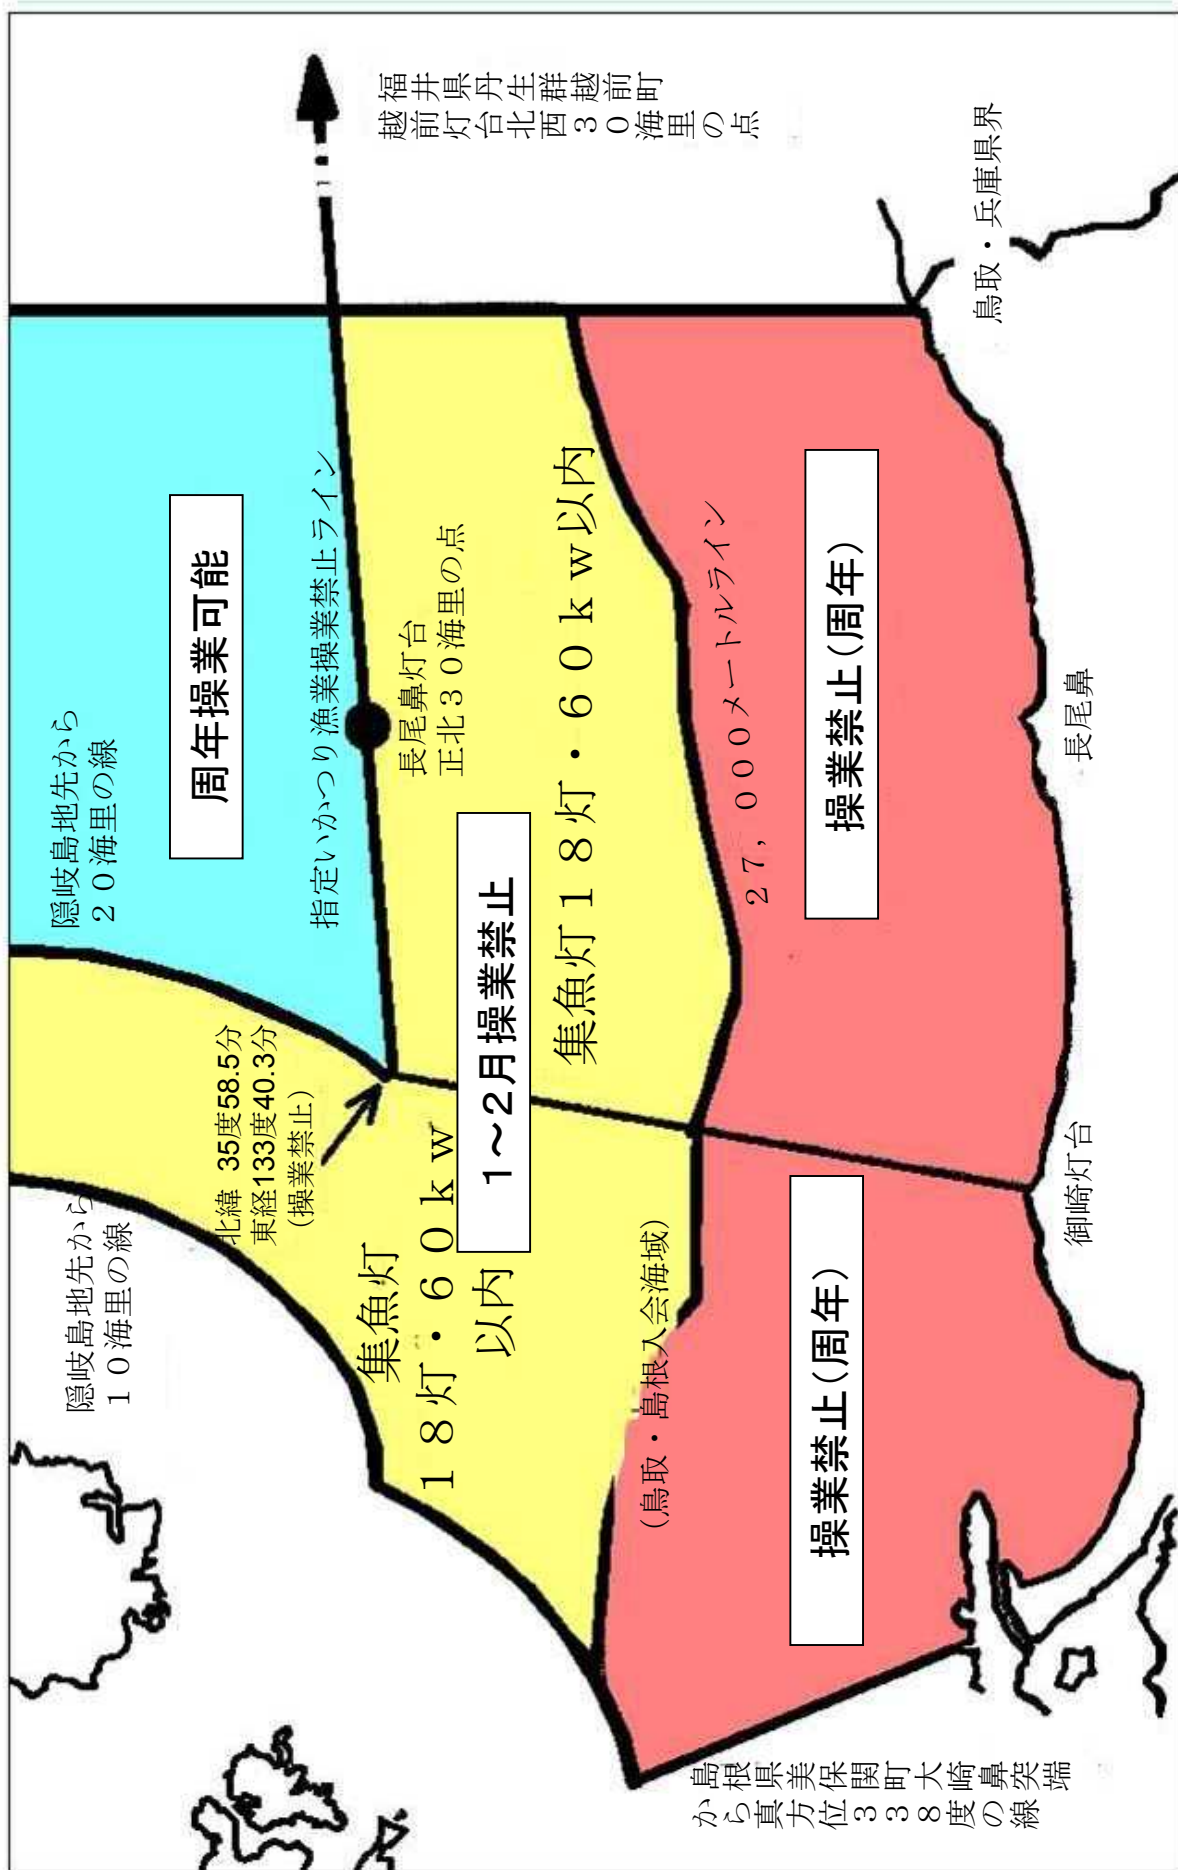 隠岐島地先から
１０海里の線
隠岐島地先から
２０海里の線
周年操業可能
北緯 35度58.5分
東経133度40.3分
(操業禁止)
指定いかつり漁業操業禁止ライン
福井県丹生群越前町
越前灯台北西３０海里の点
長尾鼻灯台
正北３０海里の点
集魚灯
１８灯・６０ｋｗ
以内
1～2月操業禁止
集魚灯１８灯・６０ｋｗ以内
(鳥取・島根入会海域)
２７，０００メートルライン
操業禁止(周年)
操業禁止(周年)
島根県美保関町大崎鼻突端
から真方位３３８度の線
御崎灯台
長尾鼻
鳥取・兵庫県界